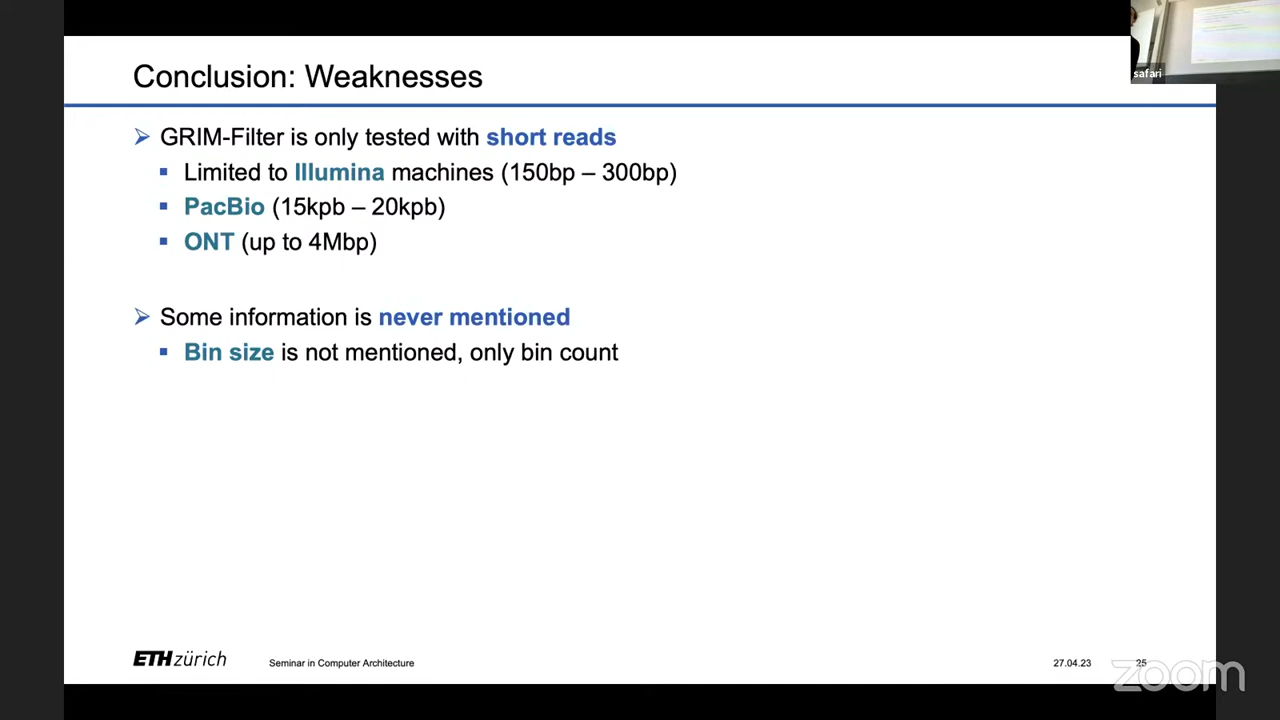 Conclusion: Weaknesses
safari
GRIM-Filter is only tested with short reads
Limited to Illumina machines (150bp – 300bp)
PacBio (15kpb – 20kpb)
ONT (up to 4Mbp)
Some information is never mentioned
Bin size is not mentioned, only bin count
ETH zürich
Seminar in Computer Architecture
27.04.23
25
zoom